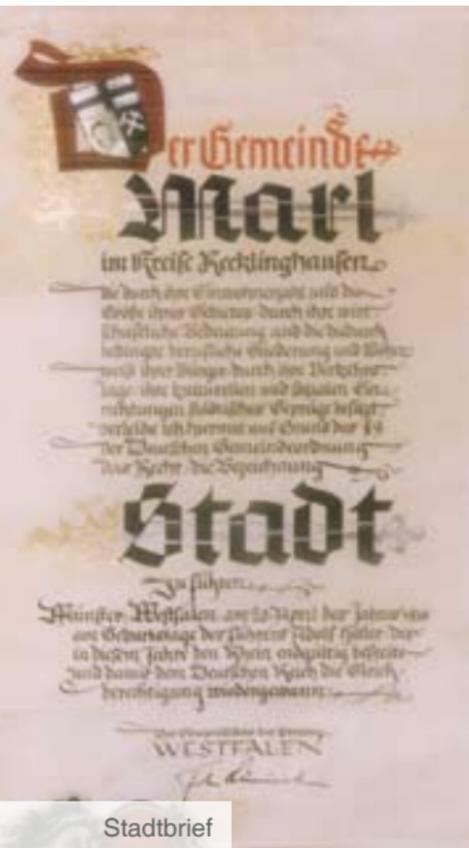 Der Gemeinde
Marl
im Kreise Recklinghausen
die durch ihre Einwohnerzahl und die
Größe ihres Gebietes durch ihre wirt
schaftliche Bedeutung und die dadurch
bedingte berufliche Gliederung und
ihrer Bürger durch ihre Verkehrs
lage ihre kulturellen und sozialen Ein
richtungen städtisches Gepräge besitzt
verleihe ich hiermit auf Grund der § 9
der Deutschen Gemeindeordnung
das Recht die Bezeichnung
Stadt
zu führen
Münster Westfalen am 20 April des Jahres
am Geburtstage des Führers Adolf Hitler der
in diesem Jahre den Rhein endgültig befreite
und damit dem Deutschen Reich die Gleich
berechtigung wiedergewann
Der Oberpräsident der Provinz
WESTFALEN
Stadtbrief